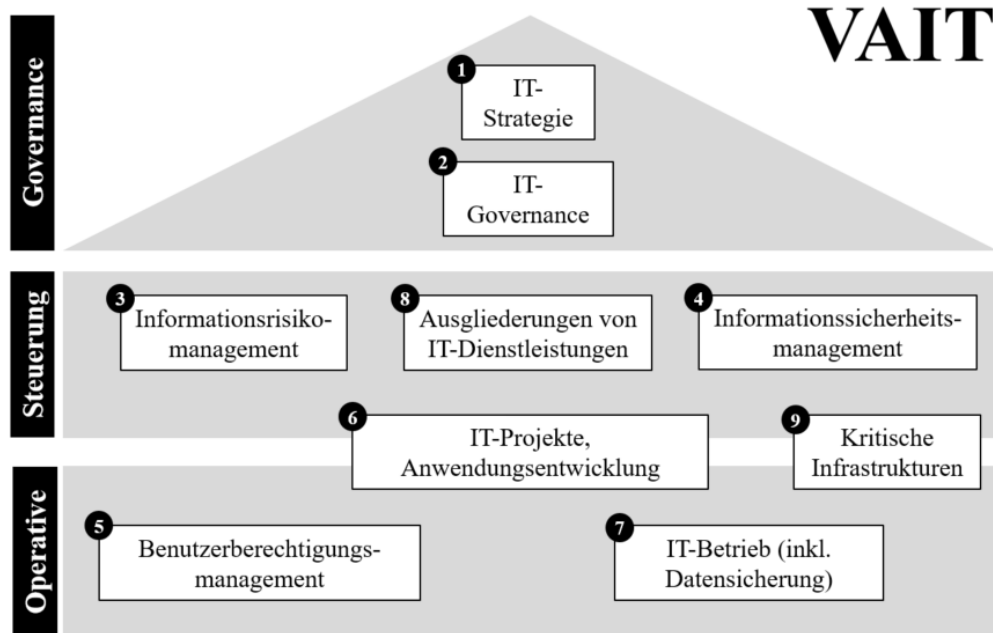 VAIT
Governance
1
IT-
Strategie
2
IT-
Governance
Steuerung
3
Informationsrisiko-
management
8
Ausgliederungen von
IT-Dienstleistungen
4
Informationssicherheits-
management
6
IT-Projekte,
Anwendungsentwicklung
9
Kritische
Infrastrukturen
Operative
5
Benutzerberechtigungs-
management
7
IT-Betrieb (inkl.
Datensicherung)